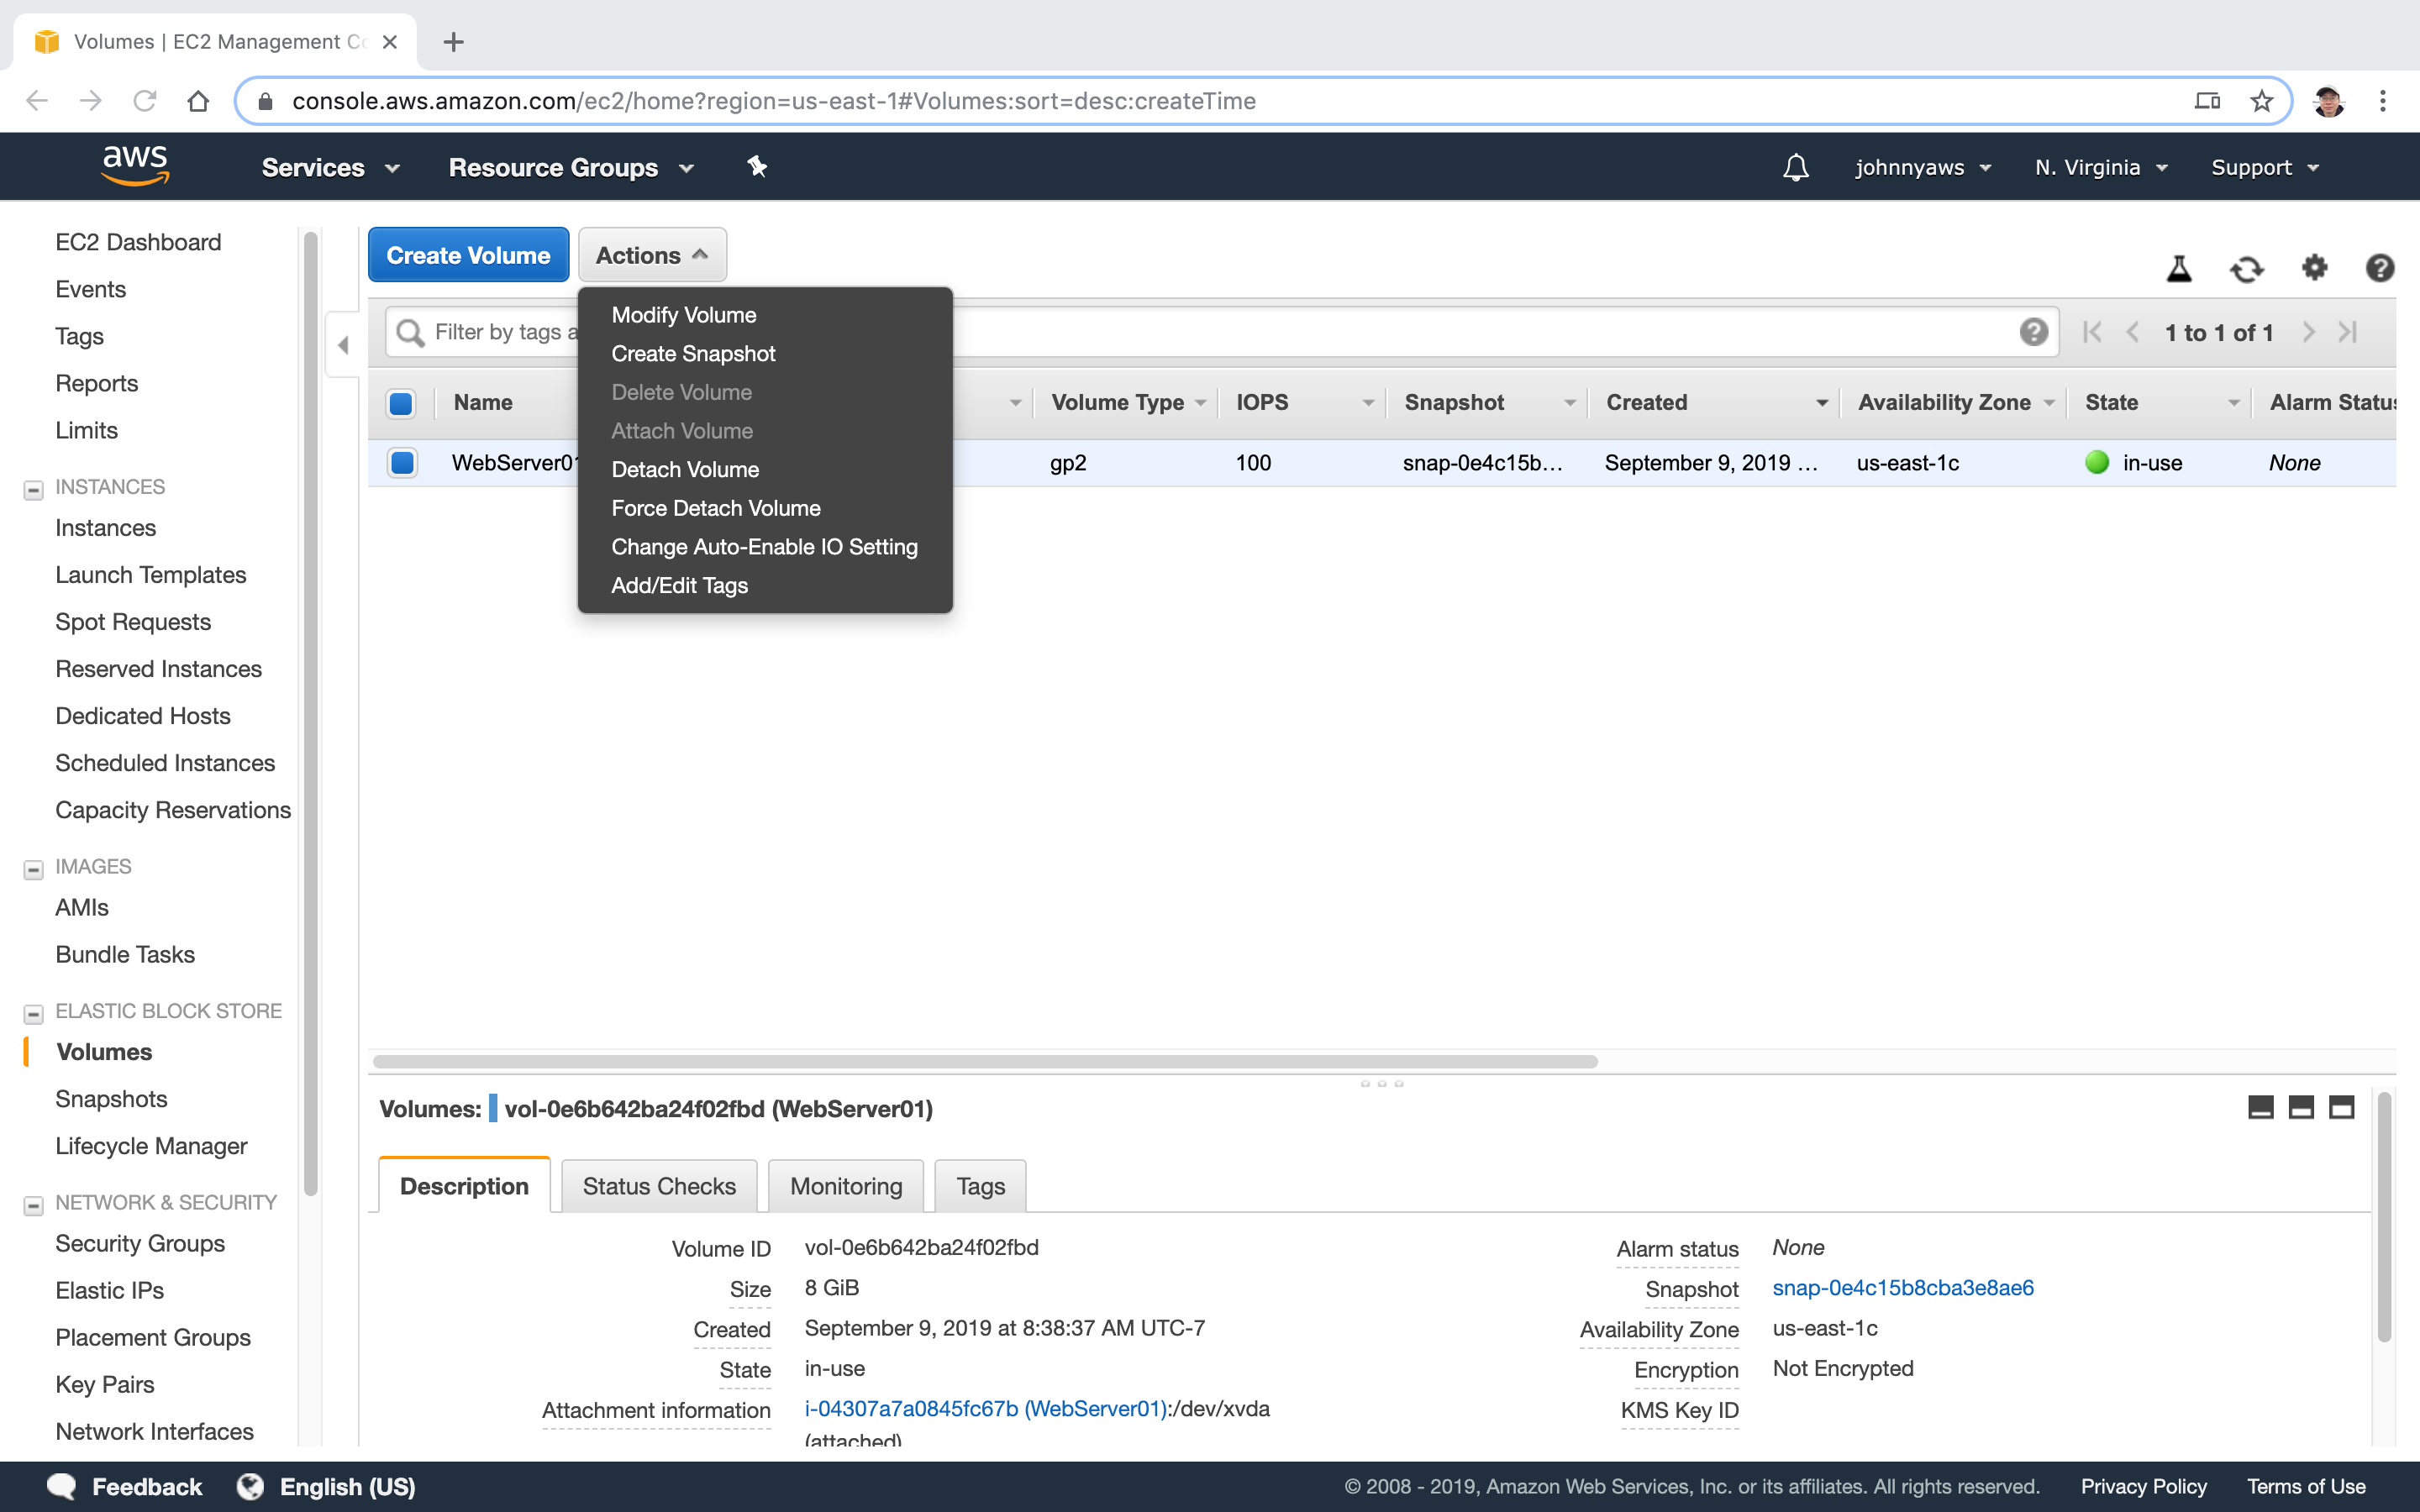 Volumes | EC2 Management Co
console.aws.amazon.com/ec2/home?region=us-east-1#Volumes:sort=desc:createTime
aws Services Resource Groups johnnyaws N. Virginia Support
EC2 Dashboard
Events
Tags
Reports
Limits
INSTANCES
Instances
Launch Templates
Spot Requests
Reserved Instances
Dedicated Hosts
Scheduled Instances
Capacity Reservations
IMAGES
AMIs
Bundle Tasks
ELASTIC BLOCK STORE
Volumes
Snapshots
Lifecycle Manager
NETWORK & SECURITY
Security Groups
Elastic IPs
Placement Groups
Key Pairs
Network Interfaces
Create Volume Actions
Modify Volume
Create Snapshot
Delete Volume
Attach Volume
Detach Volume
Force Detach Volume
Change Auto-Enable IO Setting
Add/Edit Tags
Filter by tags a 1 to 1 of 1
Name Volume Type IOPS Snapshot Created Availability Zone State Alarm Status
WebServer01 gp2 100 snap-0e4c15b... September 9, 2019 ... us-east-1c in-use None
Volumes: vol-0e6b642ba24f02fbd (WebServer01)
Description Status Checks Monitoring Tags
Volume ID vol-0e6b642ba24f02fbd
Size 8 GiB
Created September 9, 2019 at 8:38:37 AM UTC-7
State in-use
Attachment information i-04307a7a0845fc67b (WebServer01):/dev/xvda
(attached)
Alarm status None
Snapshot snap-0e4c15b8cba3e8ae6
Availability Zone us-east-1c
Encryption Not Encrypted
KMS Key ID
Feedback English (US) © 2008 - 2019, Amazon Web Services, Inc. or its affiliates. All rights reserved. Privacy Policy Terms of Use